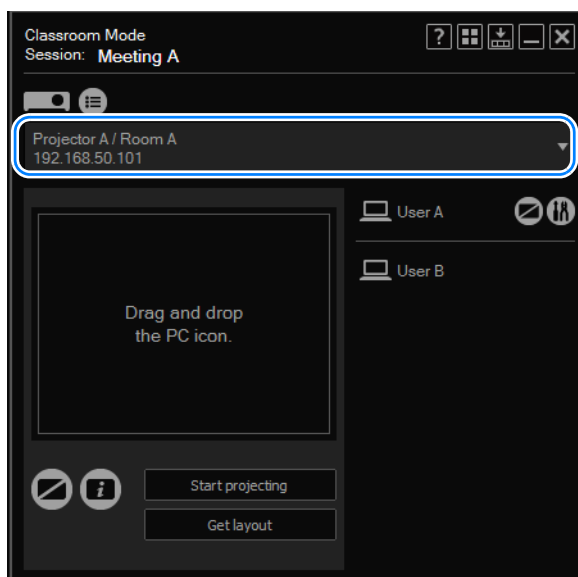 Classroom Mode
Session: Meeting A
?
Projector A / Room A
192.168.50.101
User A
User B
Drag and drop
the PC icon.
i
Start projecting
Get layout